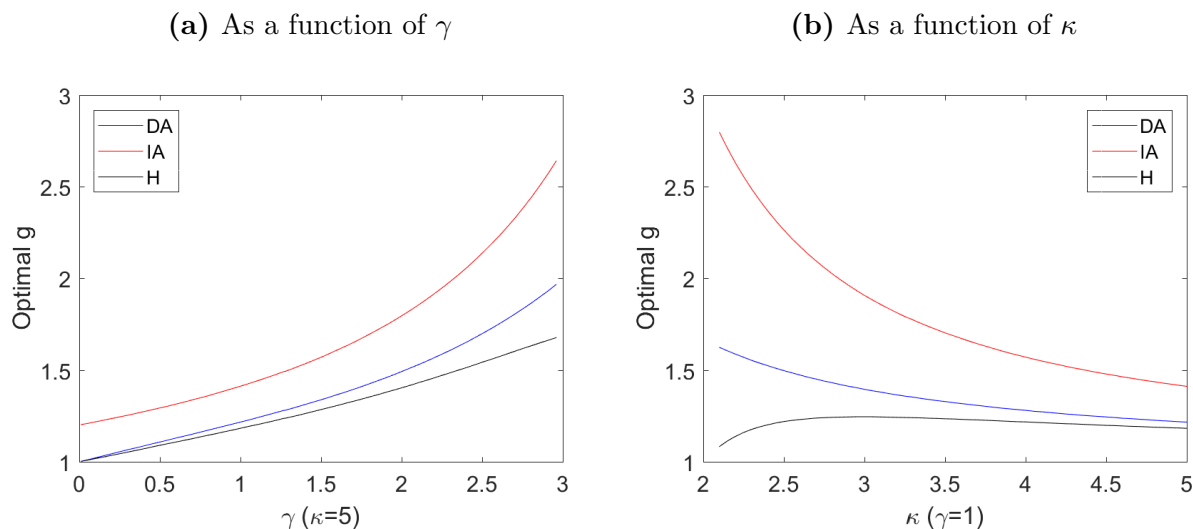 (a) As a function of γ
3
2.5
2
1.5
1
Optimal g
DA
IA
H
0 0.5 1 1.5 2 2.5 3
γ (κ=5)
(b) As a function of κ
3
2.5
2
1.5
1
Optimal g
DA
IA
H
2 2.5 3 3.5 4 4.5 5
κ (γ=1)